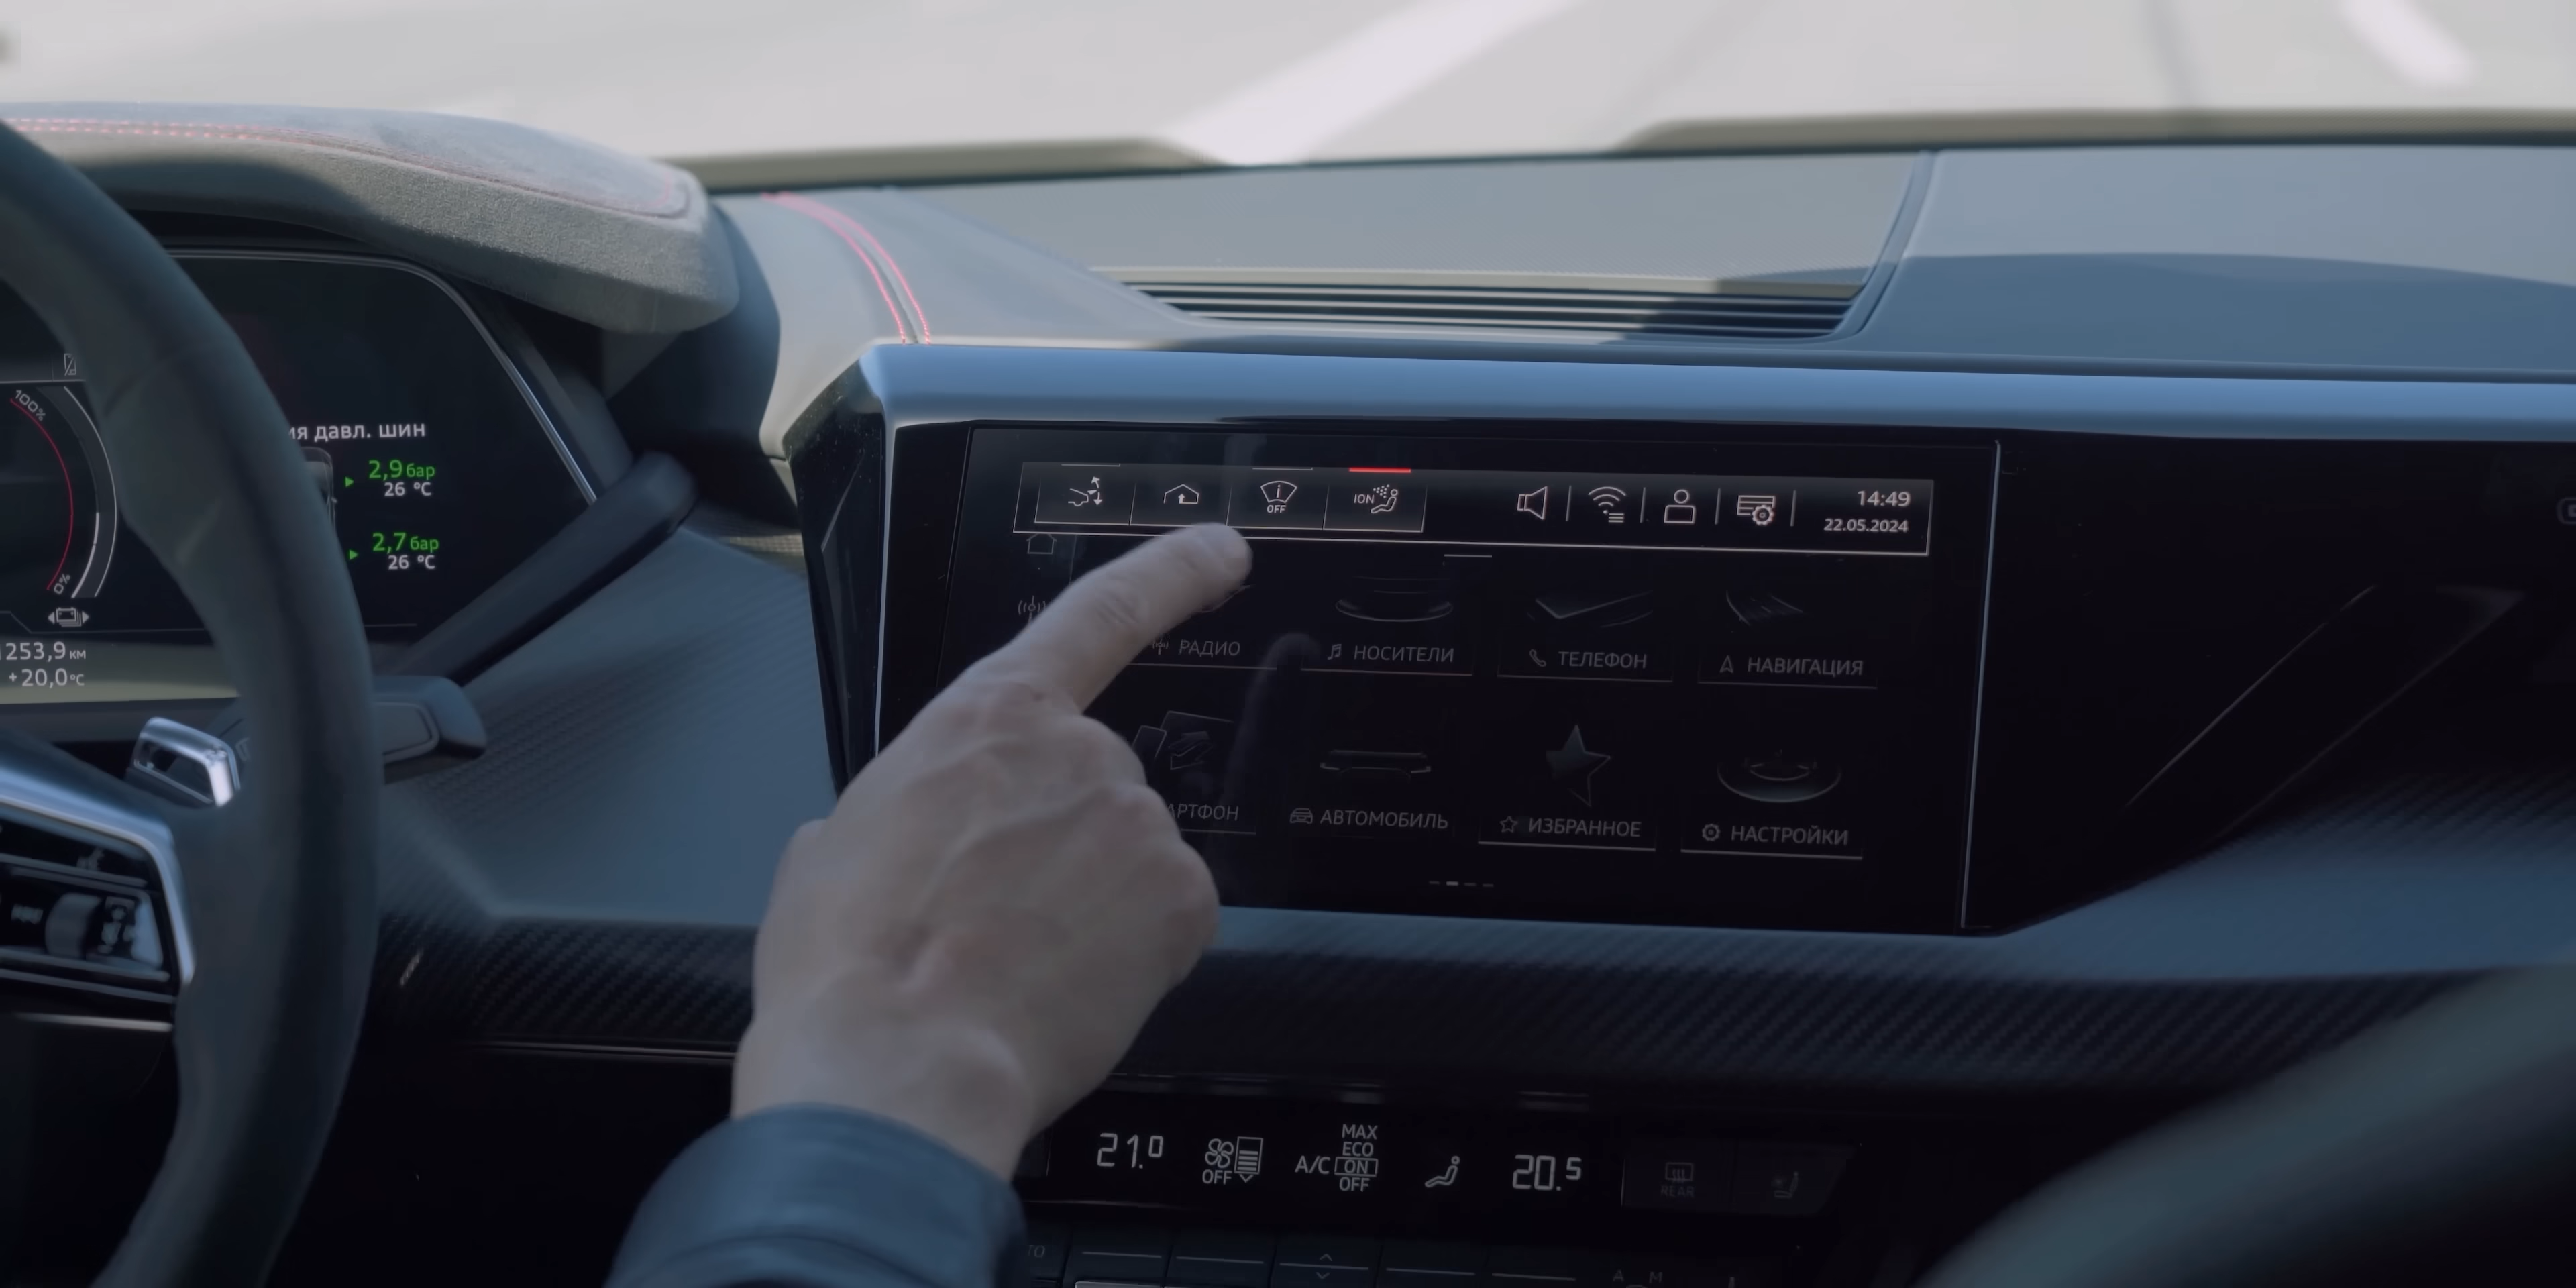 100%
0%
давл. шин
2,9 бар
26 °C
2,7 бар
26 °C
253,9 км
+20,0 °C
OFF
ION
14:49
22.05.2024
РАДИО
НОСИТЕЛИ
ТЕЛЕФОН
НАВИГАЦИЯ
АВТОМОБИЛЬ
ИЗБРАННОЕ
НАСТРОЙКИ
21.0
OFF
A/C
MAX
ECO
ON
OFF
20.5
REAR